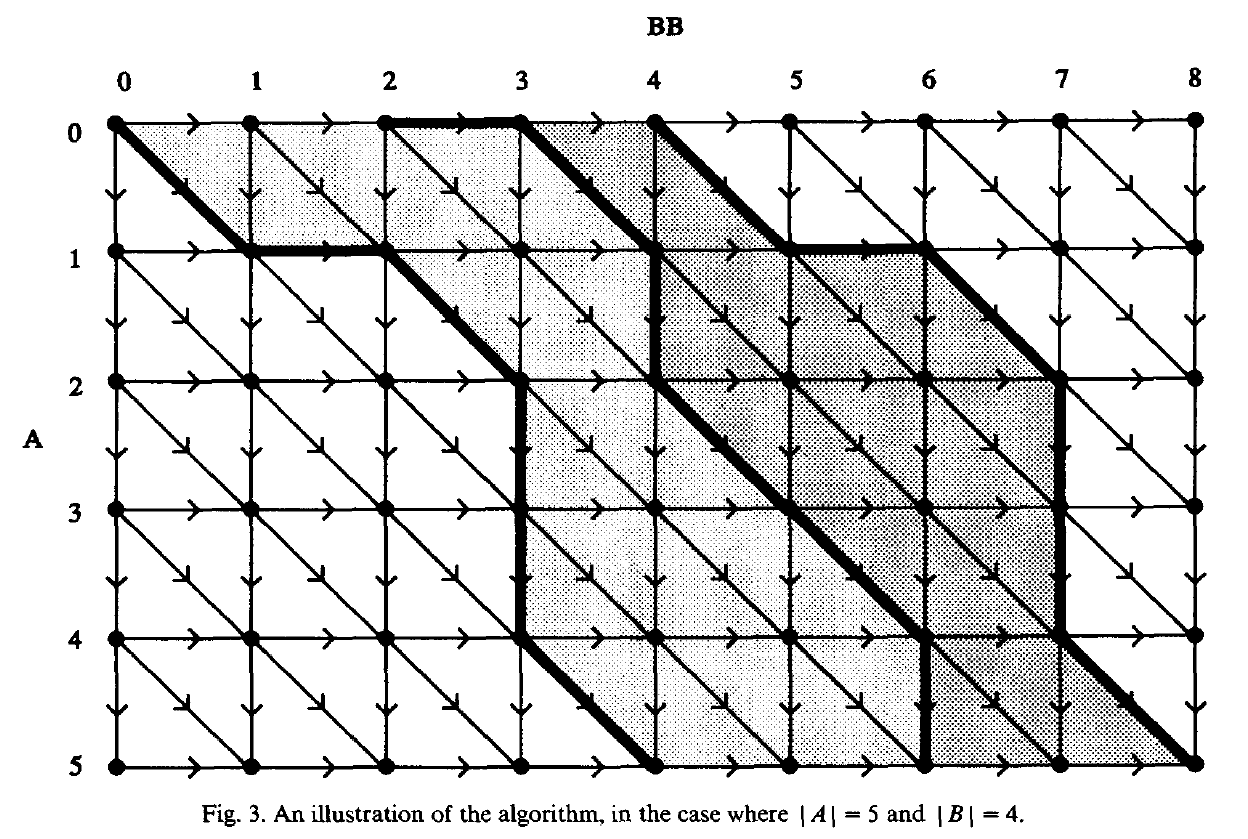 BB
0 1 2 3 4 5 6 7 8
0
1
2
A
3
4
5
Fig. 3. An illustration of the algorithm, in the case where |A| = 5 and |B| = 4.